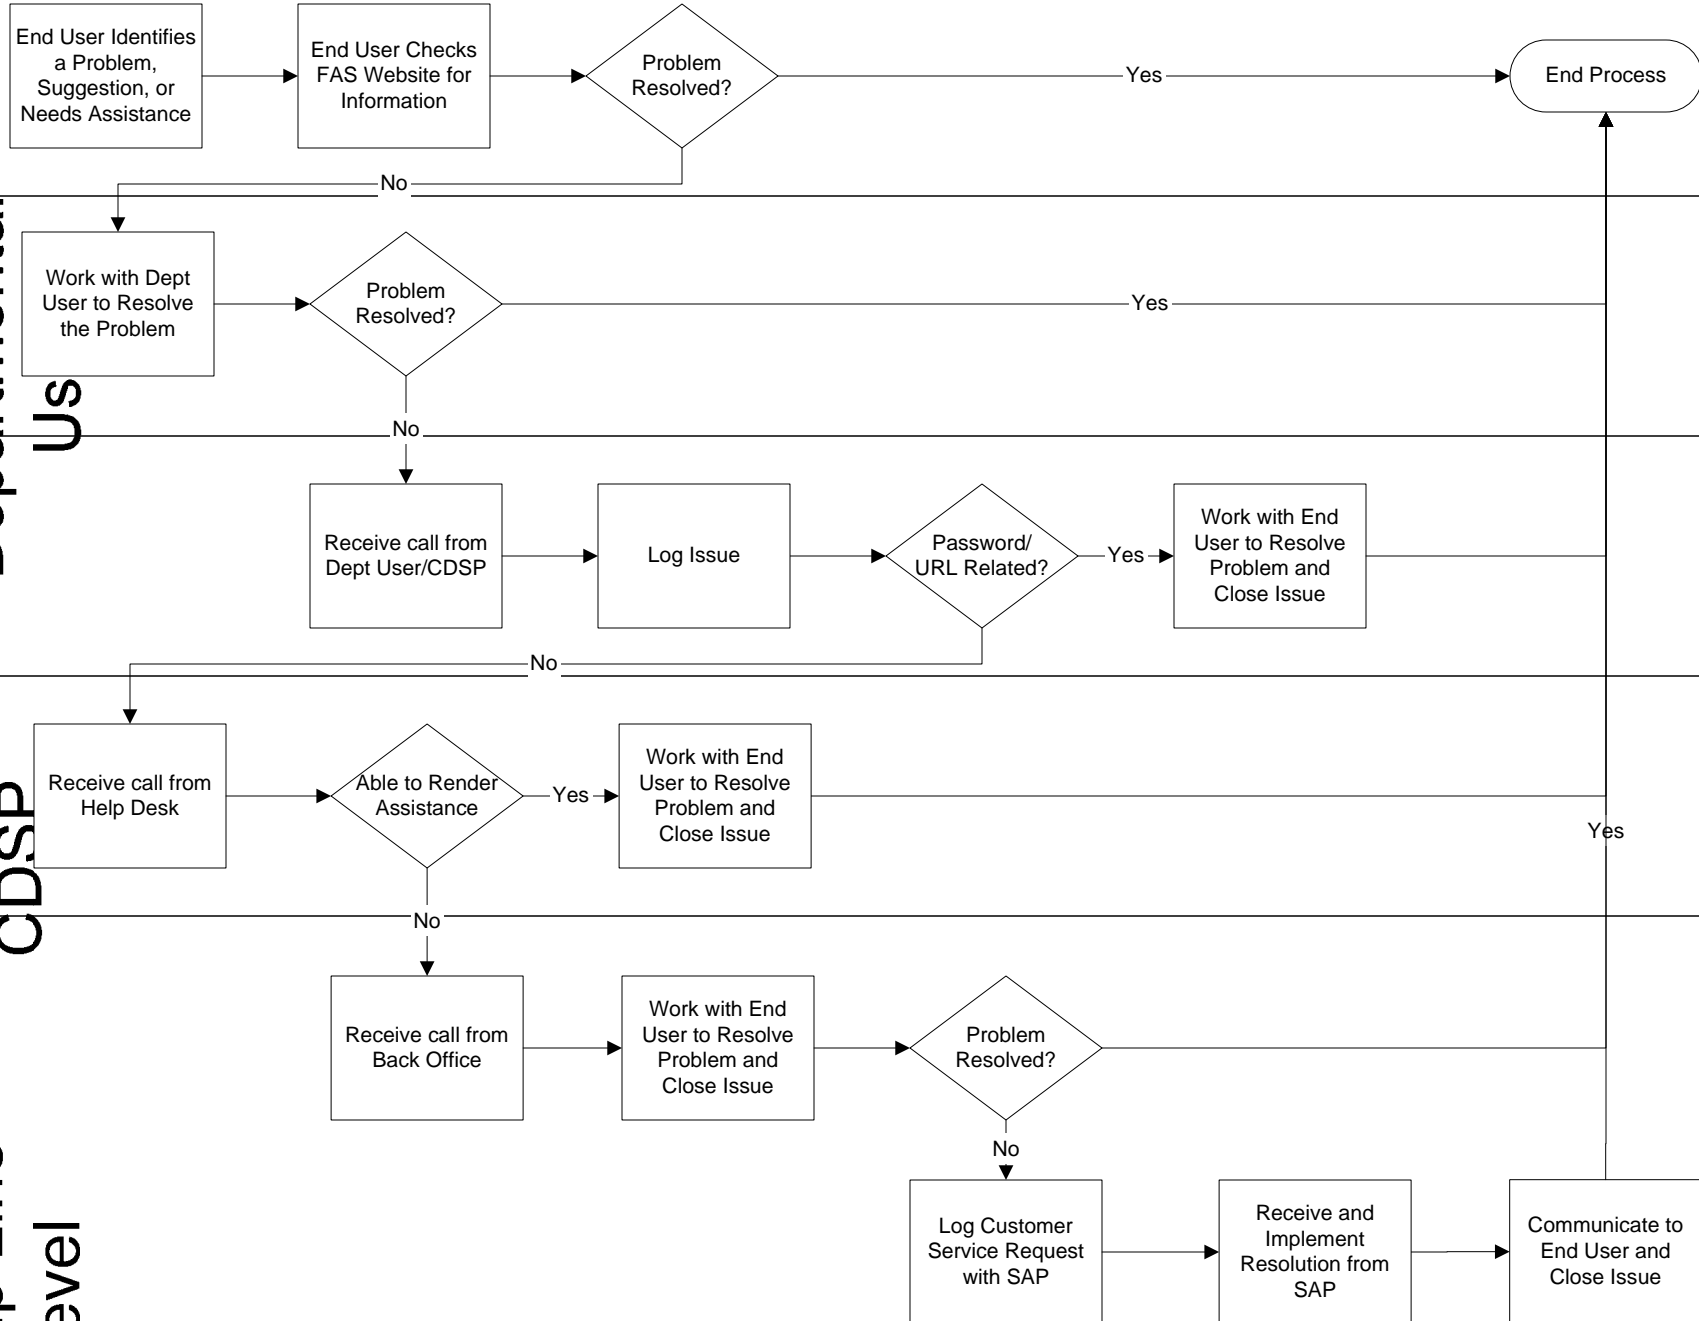 End User Identifies
a Problem,
Suggestion, or
Needs Assistance
End User Checks
FAS Website for
Information
Problem
Resolved?
Yes
End Process
No
Work with Dept
User to Resolve
the Problem
Problem
Resolved?
Yes
Us
No
Receive call from
Dept User/CDSP
Log Issue
Password/
URL Related?
Yes
Work with End
User to Resolve
Problem and
Close Issue
No
CDSP
Receive call from
Help Desk
Able to Render
Assistance
Yes
Work with End
User to Resolve
Problem and
Close Issue
Yes
No
Receive call from
Back Office
Work with End
User to Resolve
Problem and
Close Issue
Problem
Resolved?
No
evel
Log Customer
Service Request
with SAP
Receive and
Implement
Resolution from
SAP
Communicate to
End User and
Close Issue